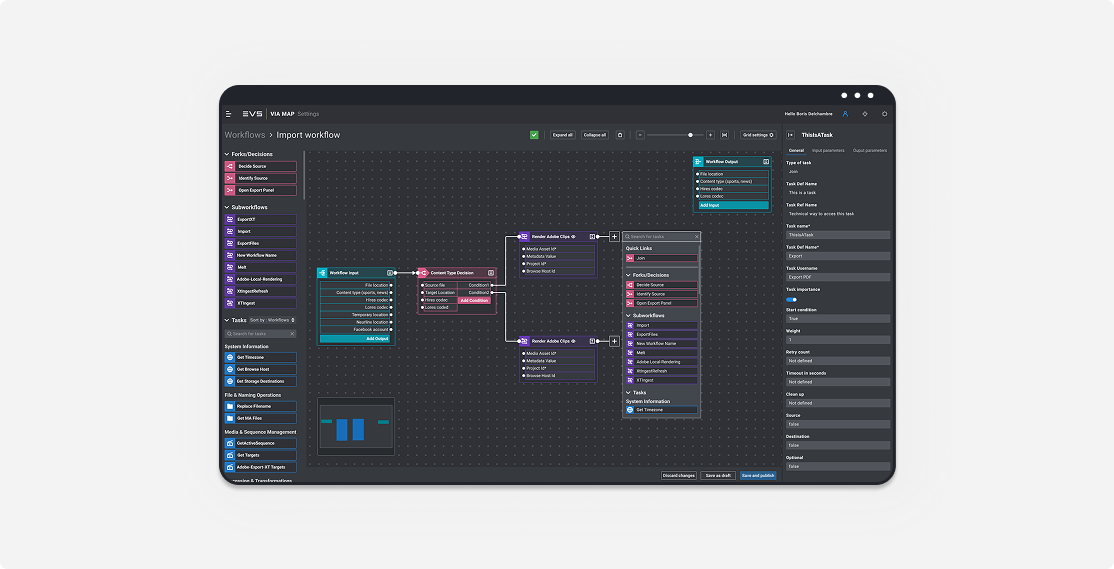 EVS VIA MAP Settings
Hello Boris Delchambre
Workflows > Import workflow
Expand all
Collapse all
Grid settings
Forks/Decisions
Decide Source
Identify Source
Open Export Panel
Subworkflows
ExportXT
Import
ExportFiles
New Workflow Name
Melt
Adobe-Local-Rendering
XtIngestRefresh
XTIngest
Tasks Sort by : Workflows
Search for tasks
System Information
Get Timezone
Get Browse Host
Get Storage Destinations
File & Naming Operations
Replace Filename
Get MA Files
Media & Sequence Management
GetActiveSequence
Get Targets
Adobe-Export-XT Targets
Workflow Input
File location
Content type (sports, news)
Hires codec
Lores codec
Temporary location
Nearline location
Facebook account
Add Output
Content Type Decision
Source file Condition1
Target Location Condition2
Hires codec Add Condition
Lores coded
Render Adobe Clips
Media Asset Id*
Metadata Value
Project Id*
Browse Host Id
Render Adobe Clips
Media Asset Id*
Metadata Value
Project Id*
Browse Host Id
Workflow Output
File location
Content type (sports, news)
Hires codec
Lores codec
Add Input
Search for tasks
Quick Links
Join
Forks/Decisions
Decide Source
Identify Source
Open Export Panel
Subworkflows
Import
ExportFiles
New Workflow Name
Melt
Adobe-Local-Rendering
XtIngestRefresh
XTIngest
Tasks
System Information
Get Timezone
Discard changes
Save as draft
Save and publish
ThisIsATask
General Input parameters Ouput parameters
Type of task
Join
Task Def Name
This is a task
Task Ref Name
Technical way to acces this task
Task name*
ThisIsATask
Task Def Name*
Export
Task Username
Export PDF
Task Importance
Start condition
True
Weight
1
Retry count
Not defined
Timeout in seconds
Not defined
Clean up
Not defined
Source
false
Destination
false
Optional
false